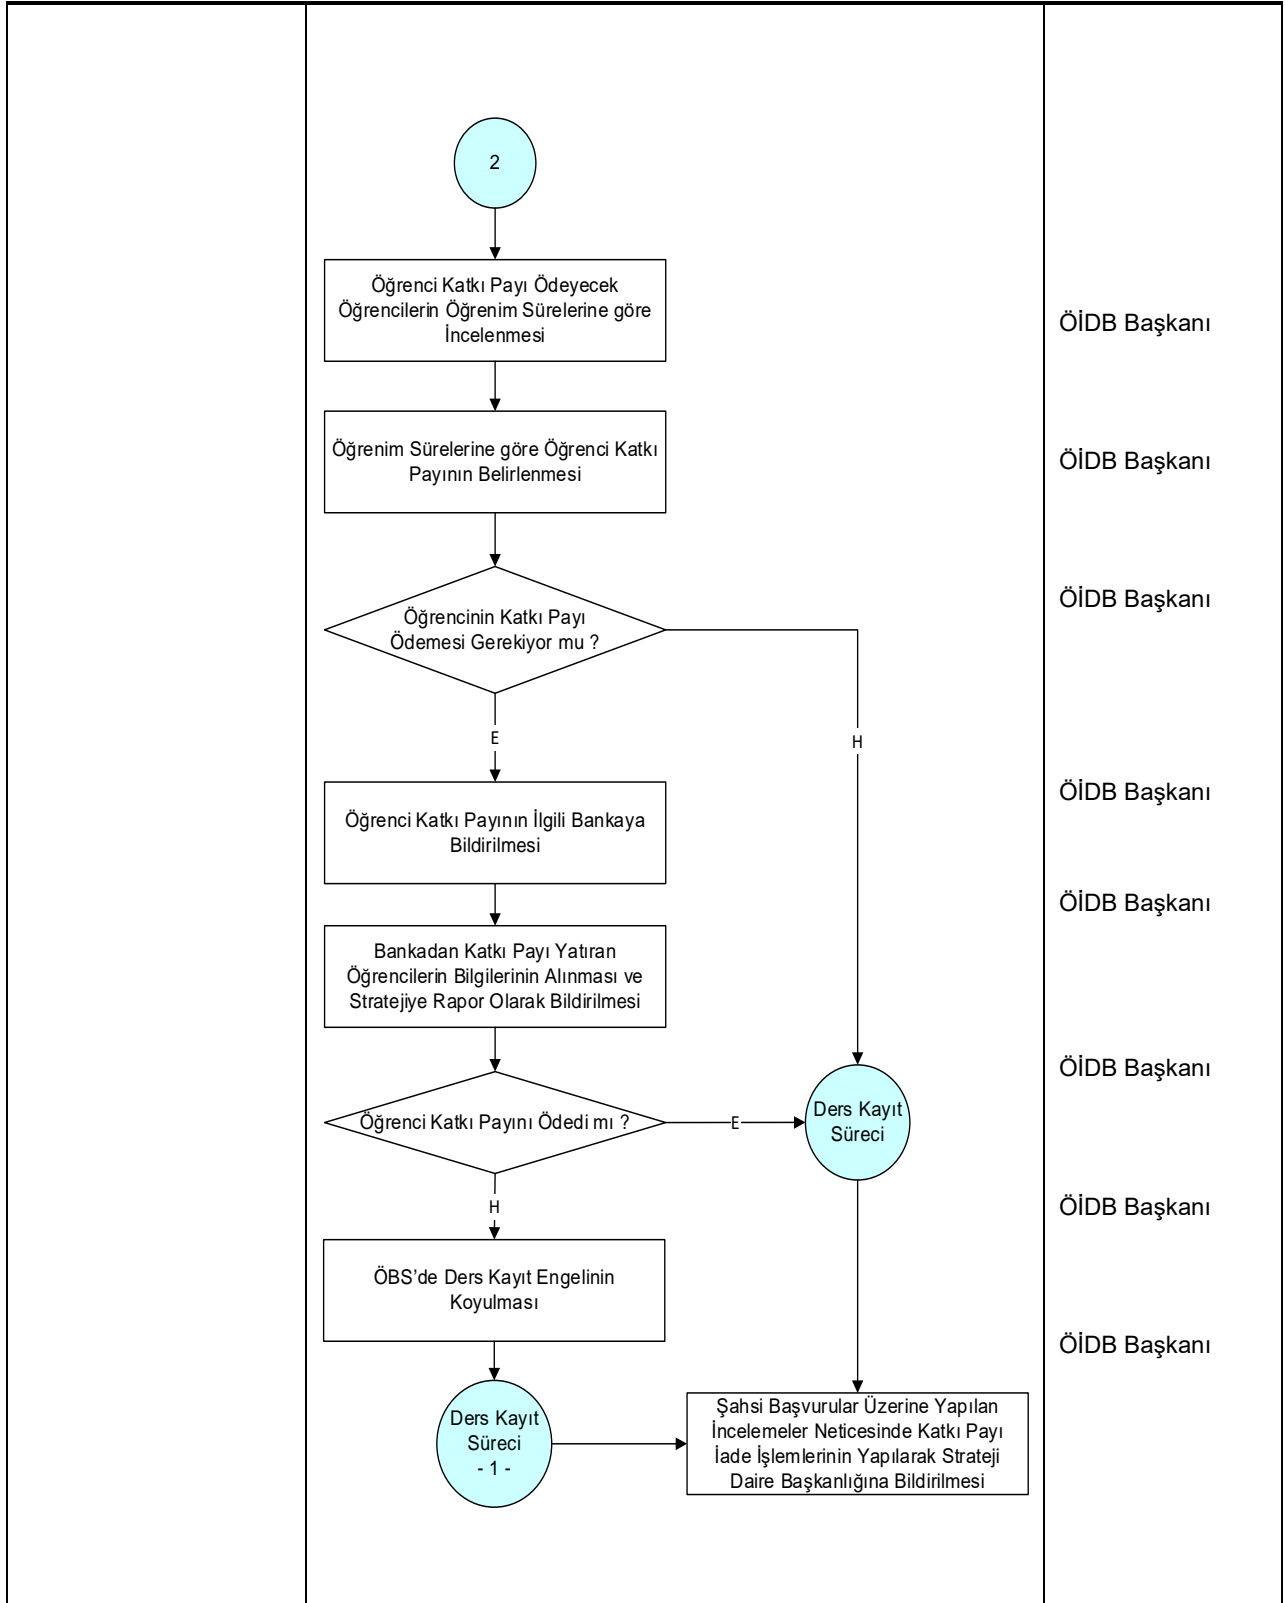 2
Öğrenci Katkı Payı Ödeyecek
Öğrencilerin Öğrenim Sürelerine göre
İncelenmesi
ÖİDB Başkanı
Öğrenim Sürelerine göre Öğrenci Katkı
Payının Belirlenmesi
ÖİDB Başkanı
Öğrencinin Katkı Payı
Ödemesi Gerekiyor mu ?
ÖİDB Başkanı
E
H
Öğrenci Katkı Payının İlgili Bankaya
Bildirilmesi
ÖİDB Başkanı
Bankadan Katkı Payı Yatıran
Öğrencilerin Bilgilerinin Alınması ve
Stratejiye Rapor Olarak Bildirilmesi
ÖİDB Başkanı
Öğrenci Katkı Payını Ödedi mı ?
E
Ders Kayıt
Süreci
ÖİDB Başkanı
H
ÖBS’de Ders Kayıt Engelinin
Koyulması
ÖİDB Başkanı
Ders Kayıt
Süreci
- 1 -
Şahsi Başvurular Üzerine Yapılan
İncelemeler Neticesinde Katkı Payı
İade İşlemlerinin Yapılarak Strateji
Daire Başkanlığına Bildirilmesi
ÖİDB Başkanı